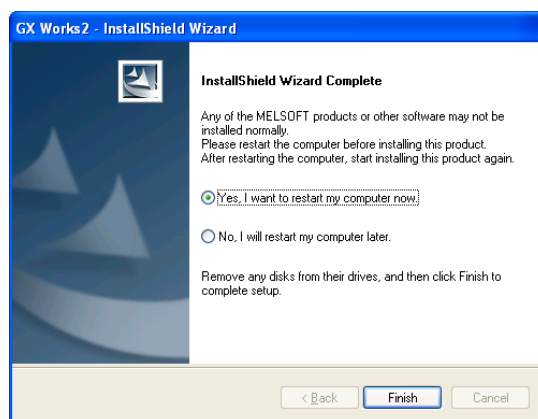 GX Works2 - InstallShield Wizard
InstallShield Wizard Complete
Any of the MELSOFT products or other software may not be
installed normally.
Please restart the computer before installing this product.
After restarting the computer, start installing this product again.
Yes, I want to restart my computer now.
No, I will restart my computer later.
Remove any disks from their drives, and then click Finish to
complete setup.
< Back Finish Cancel